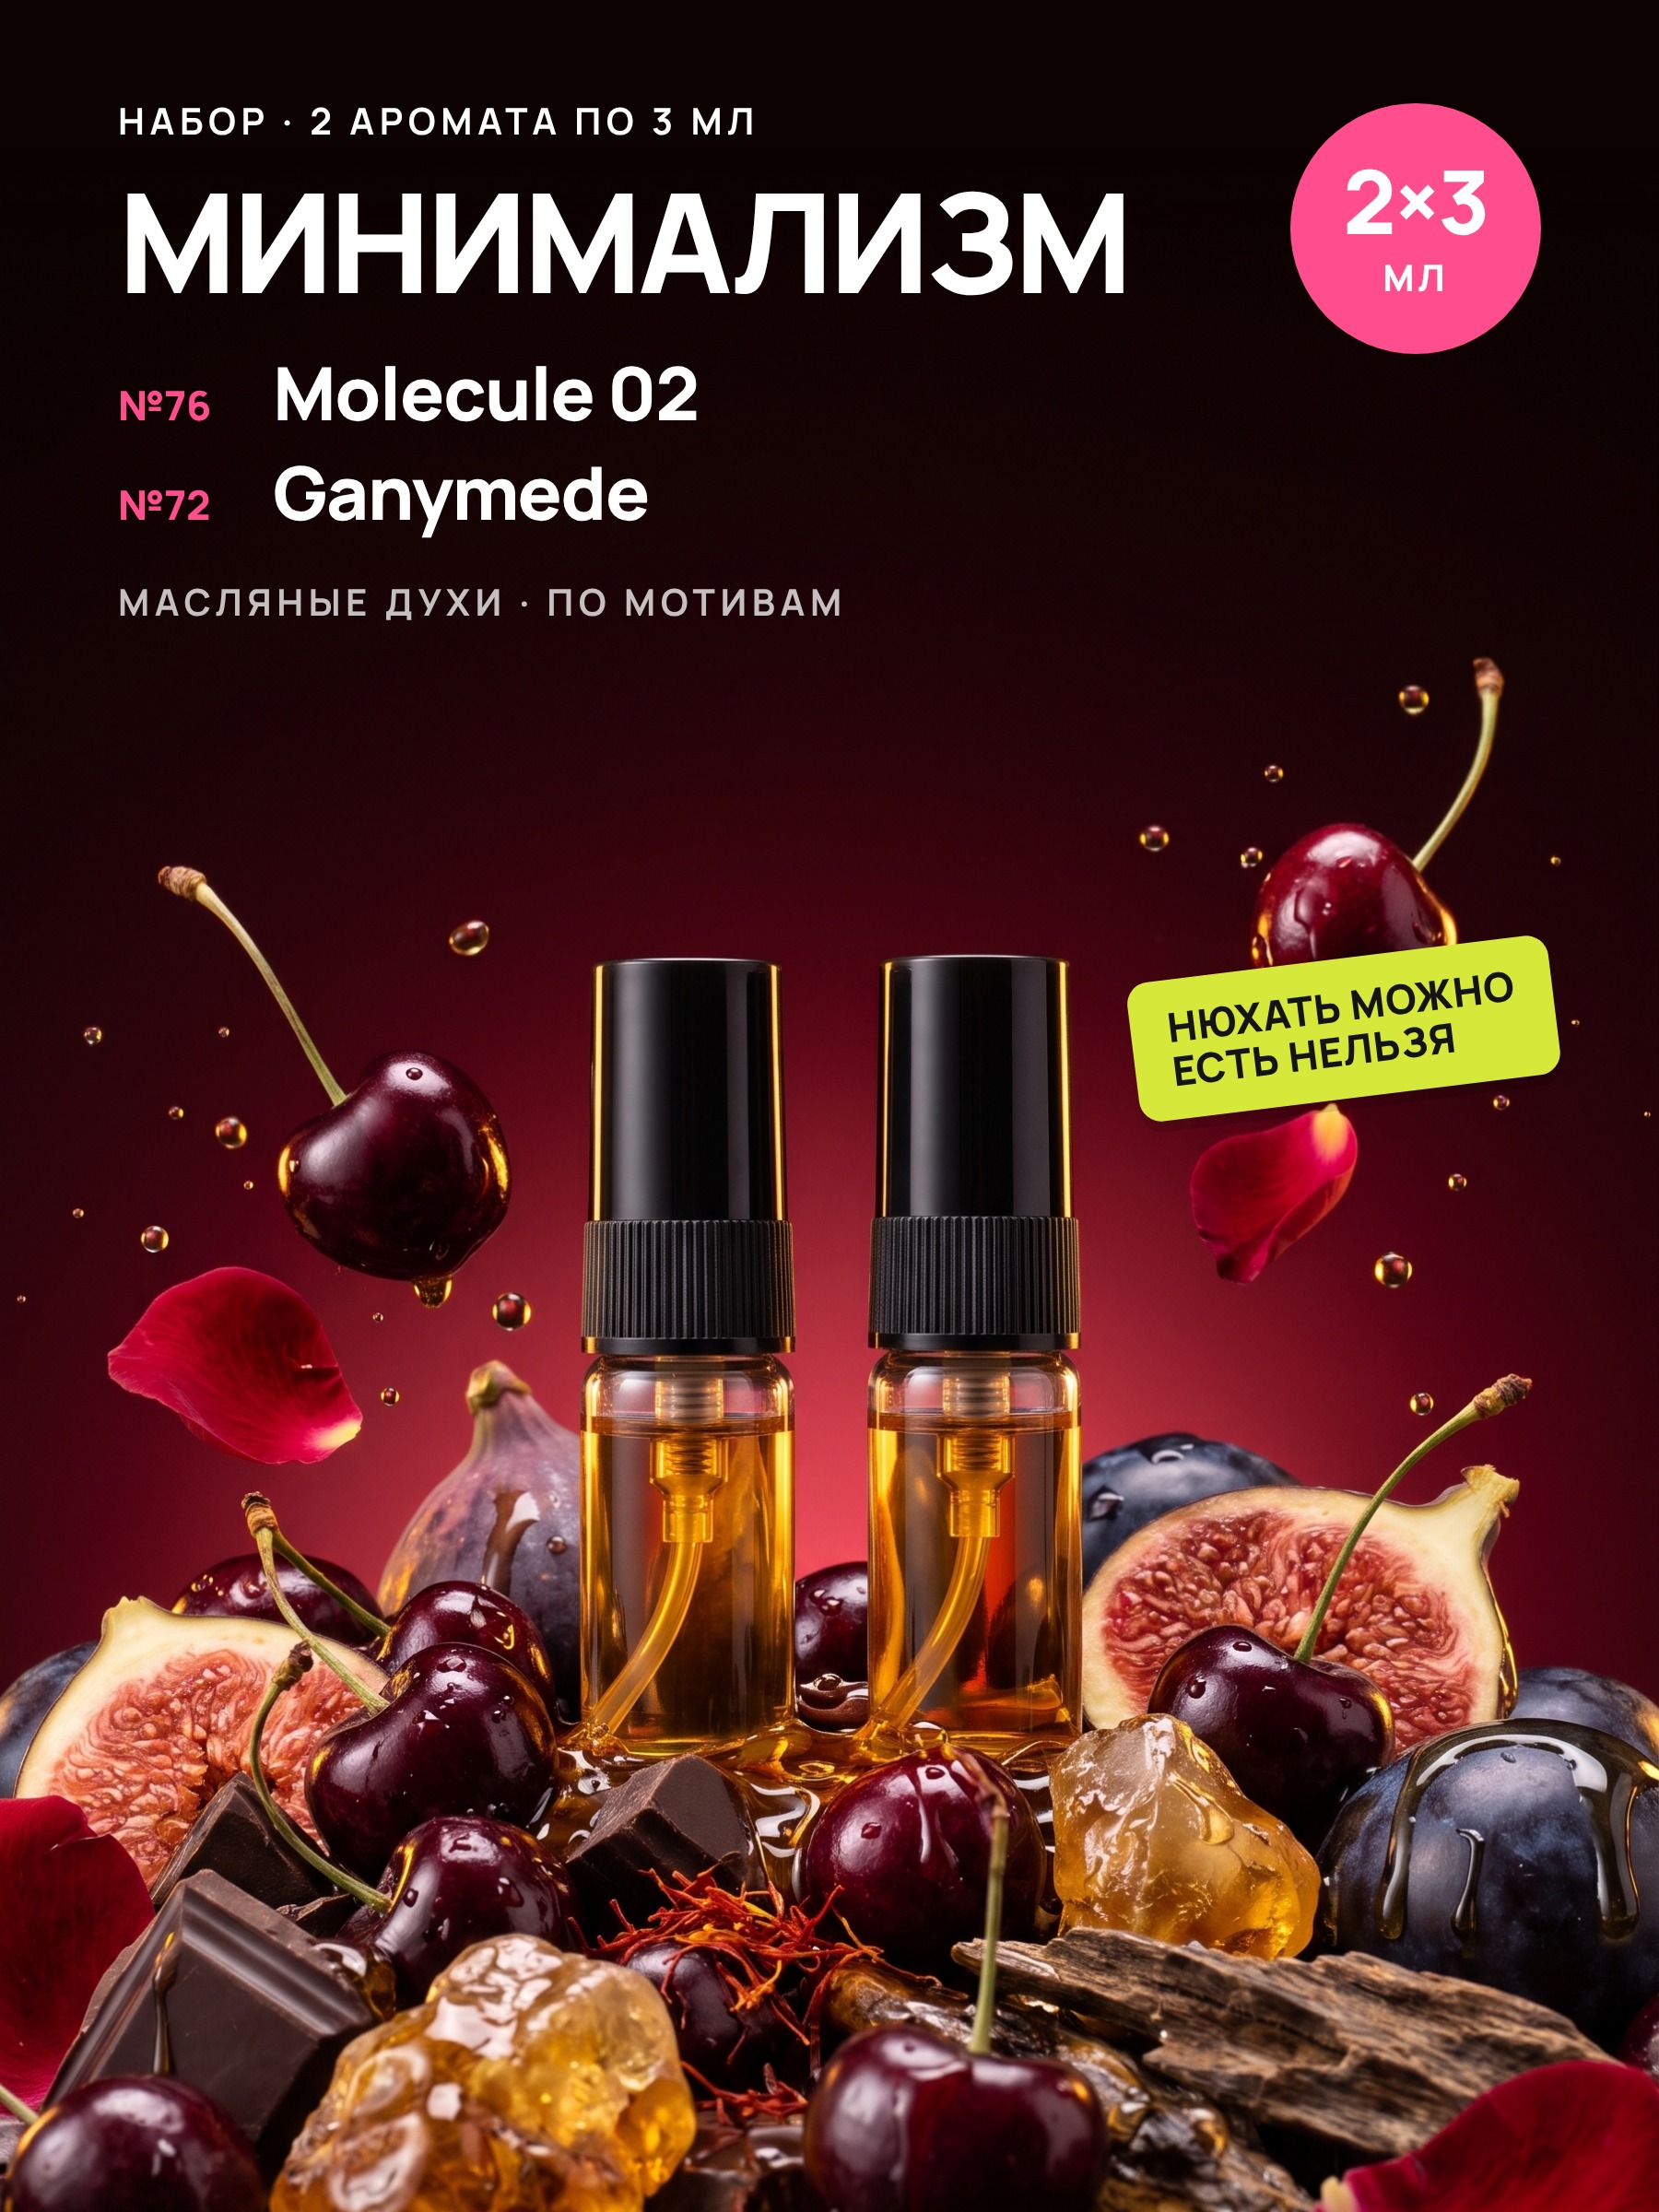 НАБОР · 2 АРОМАТА ПО 3 МЛ
МИНИМАЛИЗМ
2×3
МЛ
№76 Molecule 02
№72 Ganymede
МАСЛЯНЫЕ ДУХИ · ПО МОТИВАМ
НЮХАТЬ МОЖНО
ЕСТЬ НЕЛЬЗЯ